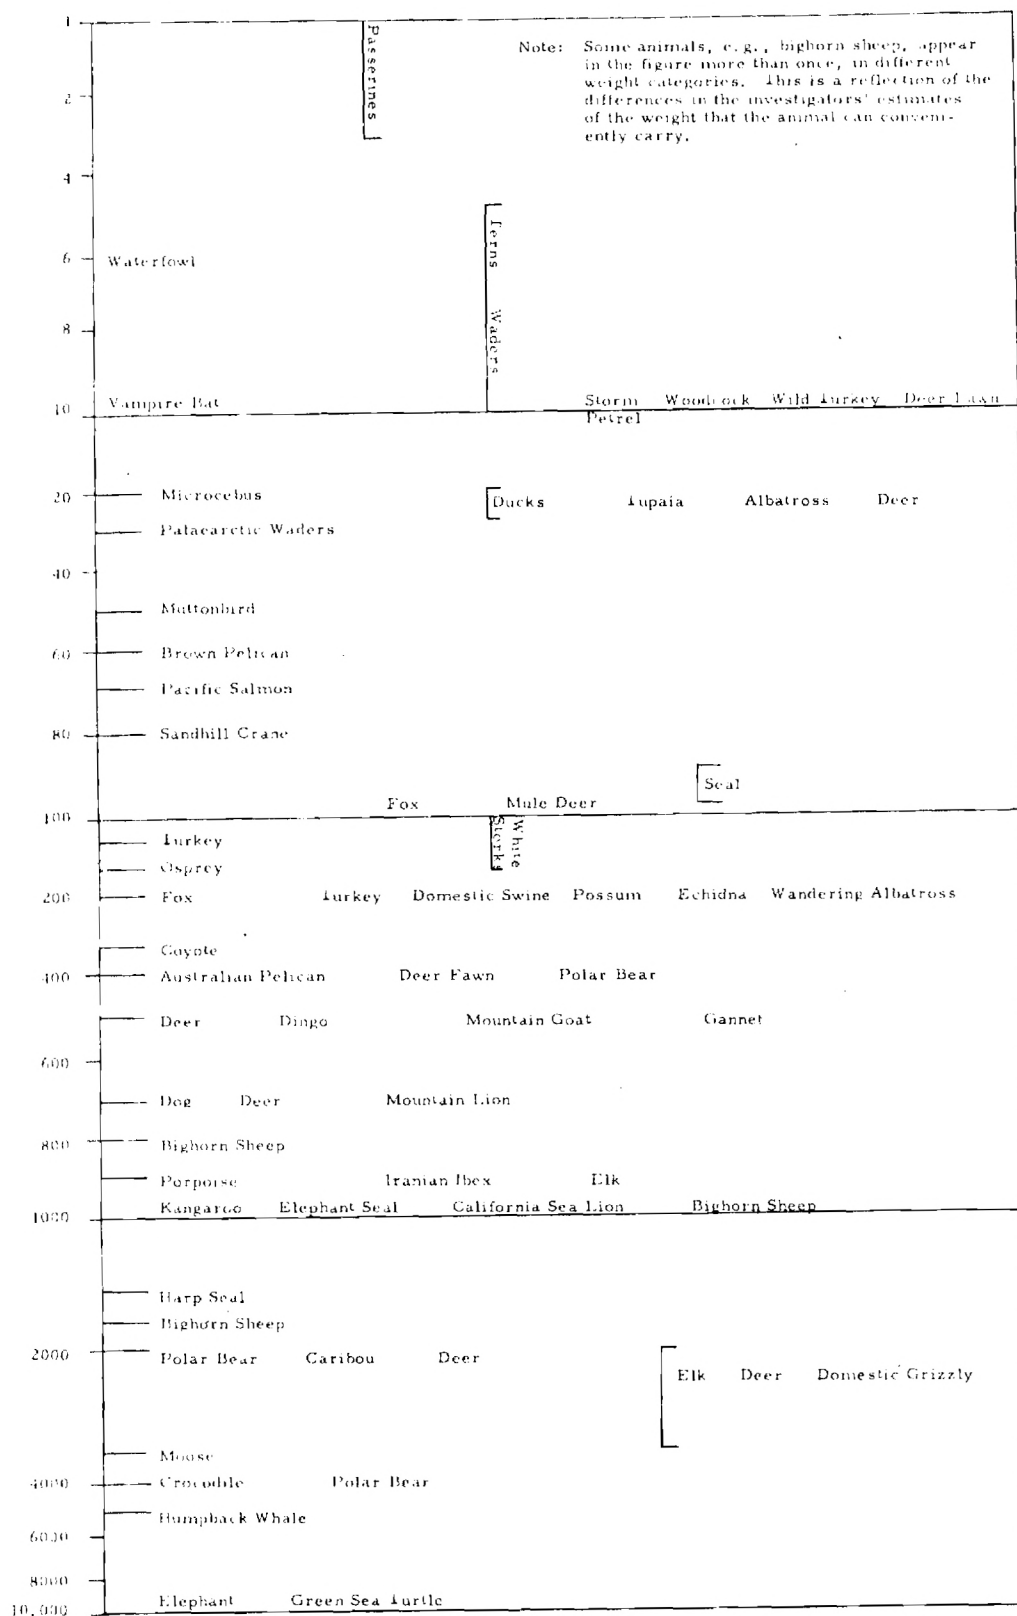 1
Passerines
Note: Some animals, e.g., bighorn sheep, appear
in the figure more than once, in different
weight categories. This is a reflection of the
differences in the investigators' estimates
of the weight that the animal can conveni-
ently carry.
2
4
Terns Waders
6 Waterfowl
8
10 Vampire Bat Storm Woodcock Wild Turkey Deer Fawn
Petrel
20 Microcebus Ducks Tupaia Albatross Deer
Palaearctic Waders
40
Muttonbird
60 Brown Pelican
Pacific Salmon
80 Sandhill Crane
Seal
Fox Mule Deer
100
White
Storks
Turkey
Osprey
200 Fox Turkey Domestic Swine Possum Echidna Wandering Albatross
Coyote
400 Australian Pelican Deer Fawn Polar Bear
Deer Dingo Mountain Goat Gannet
600
Dog Deer Mountain Lion
800 Bighorn Sheep
Porpoise Iranian Ibex Elk
1000 Kangaroo Elephant Seal California Sea Lion Bighorn Sheep
Harp Seal
Bighorn Sheep
2000 Polar Bear Caribou Deer
Elk Deer Domestic Grizzly
Moose
4000 Crocodile Polar Bear
Humpback Whale
6000
8000
10,000 Elephant Green Sea Turtle